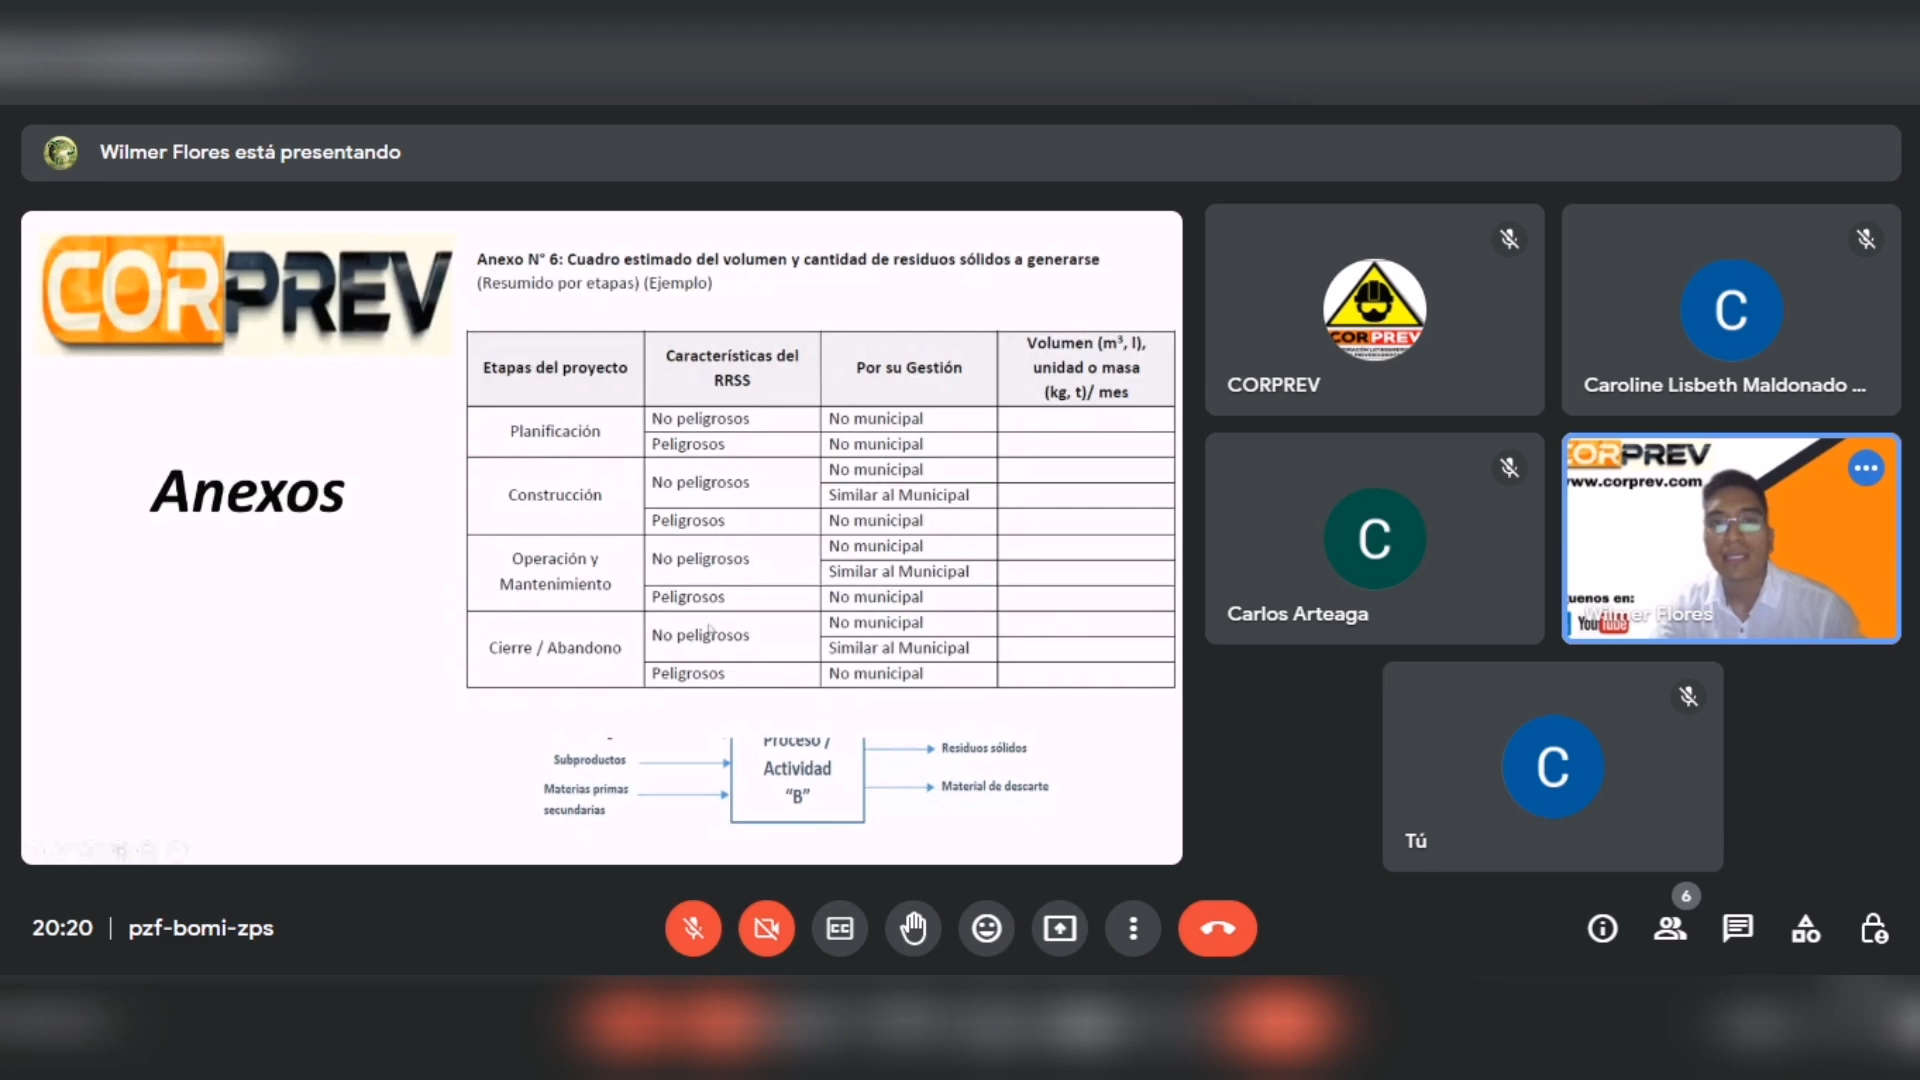 Wilmer Flores está presentando
CORPREV
Anexos
Anexo N° 6: Cuadro estimado del volumen y cantidad de residuos sólidos a generarse
(Resumido por etapas) (Ejemplo)
Etapas del proyecto
Características del
RRSS
Por su Gestión
Volumen (m³, l),
unidad o masa
(kg, t)/ mes
Planificación
No peligrosos
No municipal
Peligrosos
No municipal
Construcción
No peligrosos
No municipal
Similar al Municipal
Peligrosos
No municipal
Operación y
Mantenimiento
No peligrosos
No municipal
Similar al Municipal
Peligrosos
No municipal
Cierre / Abandono
No peligrosos
No municipal
Similar al Municipal
Peligrosos
No municipal
Subproductos
Materias primas
secundarias
Proceso /
Actividad
"B"
Residuos sólidos
Material de descarte
CORPREV
CORPREV
C
Caroline Lisbeth Maldonado ...
C
Carlos Arteaga
CORPREV
www.corprev.com
uenos en:
YouTube
Wilmer Flores
C
Tú
20:20 | pzf-bomi-zps
CC
6